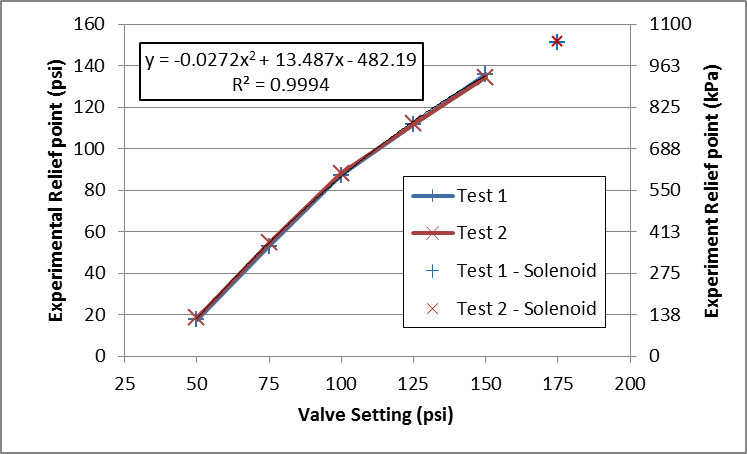 y = -0.0272x² + 13.487x - 482.19
R² = 0.9994
Experimental Relief point (psi)
160
140
120
100
80
60
40
20
0
1100
963
825
688
550
413
275
138
0
Experiment Relief point (kPa)
Test 1
Test 2
Test 1 - Solenoid
Test 2 - Solenoid
25 50 75 100 125 150 175 200
Valve Setting (psi)